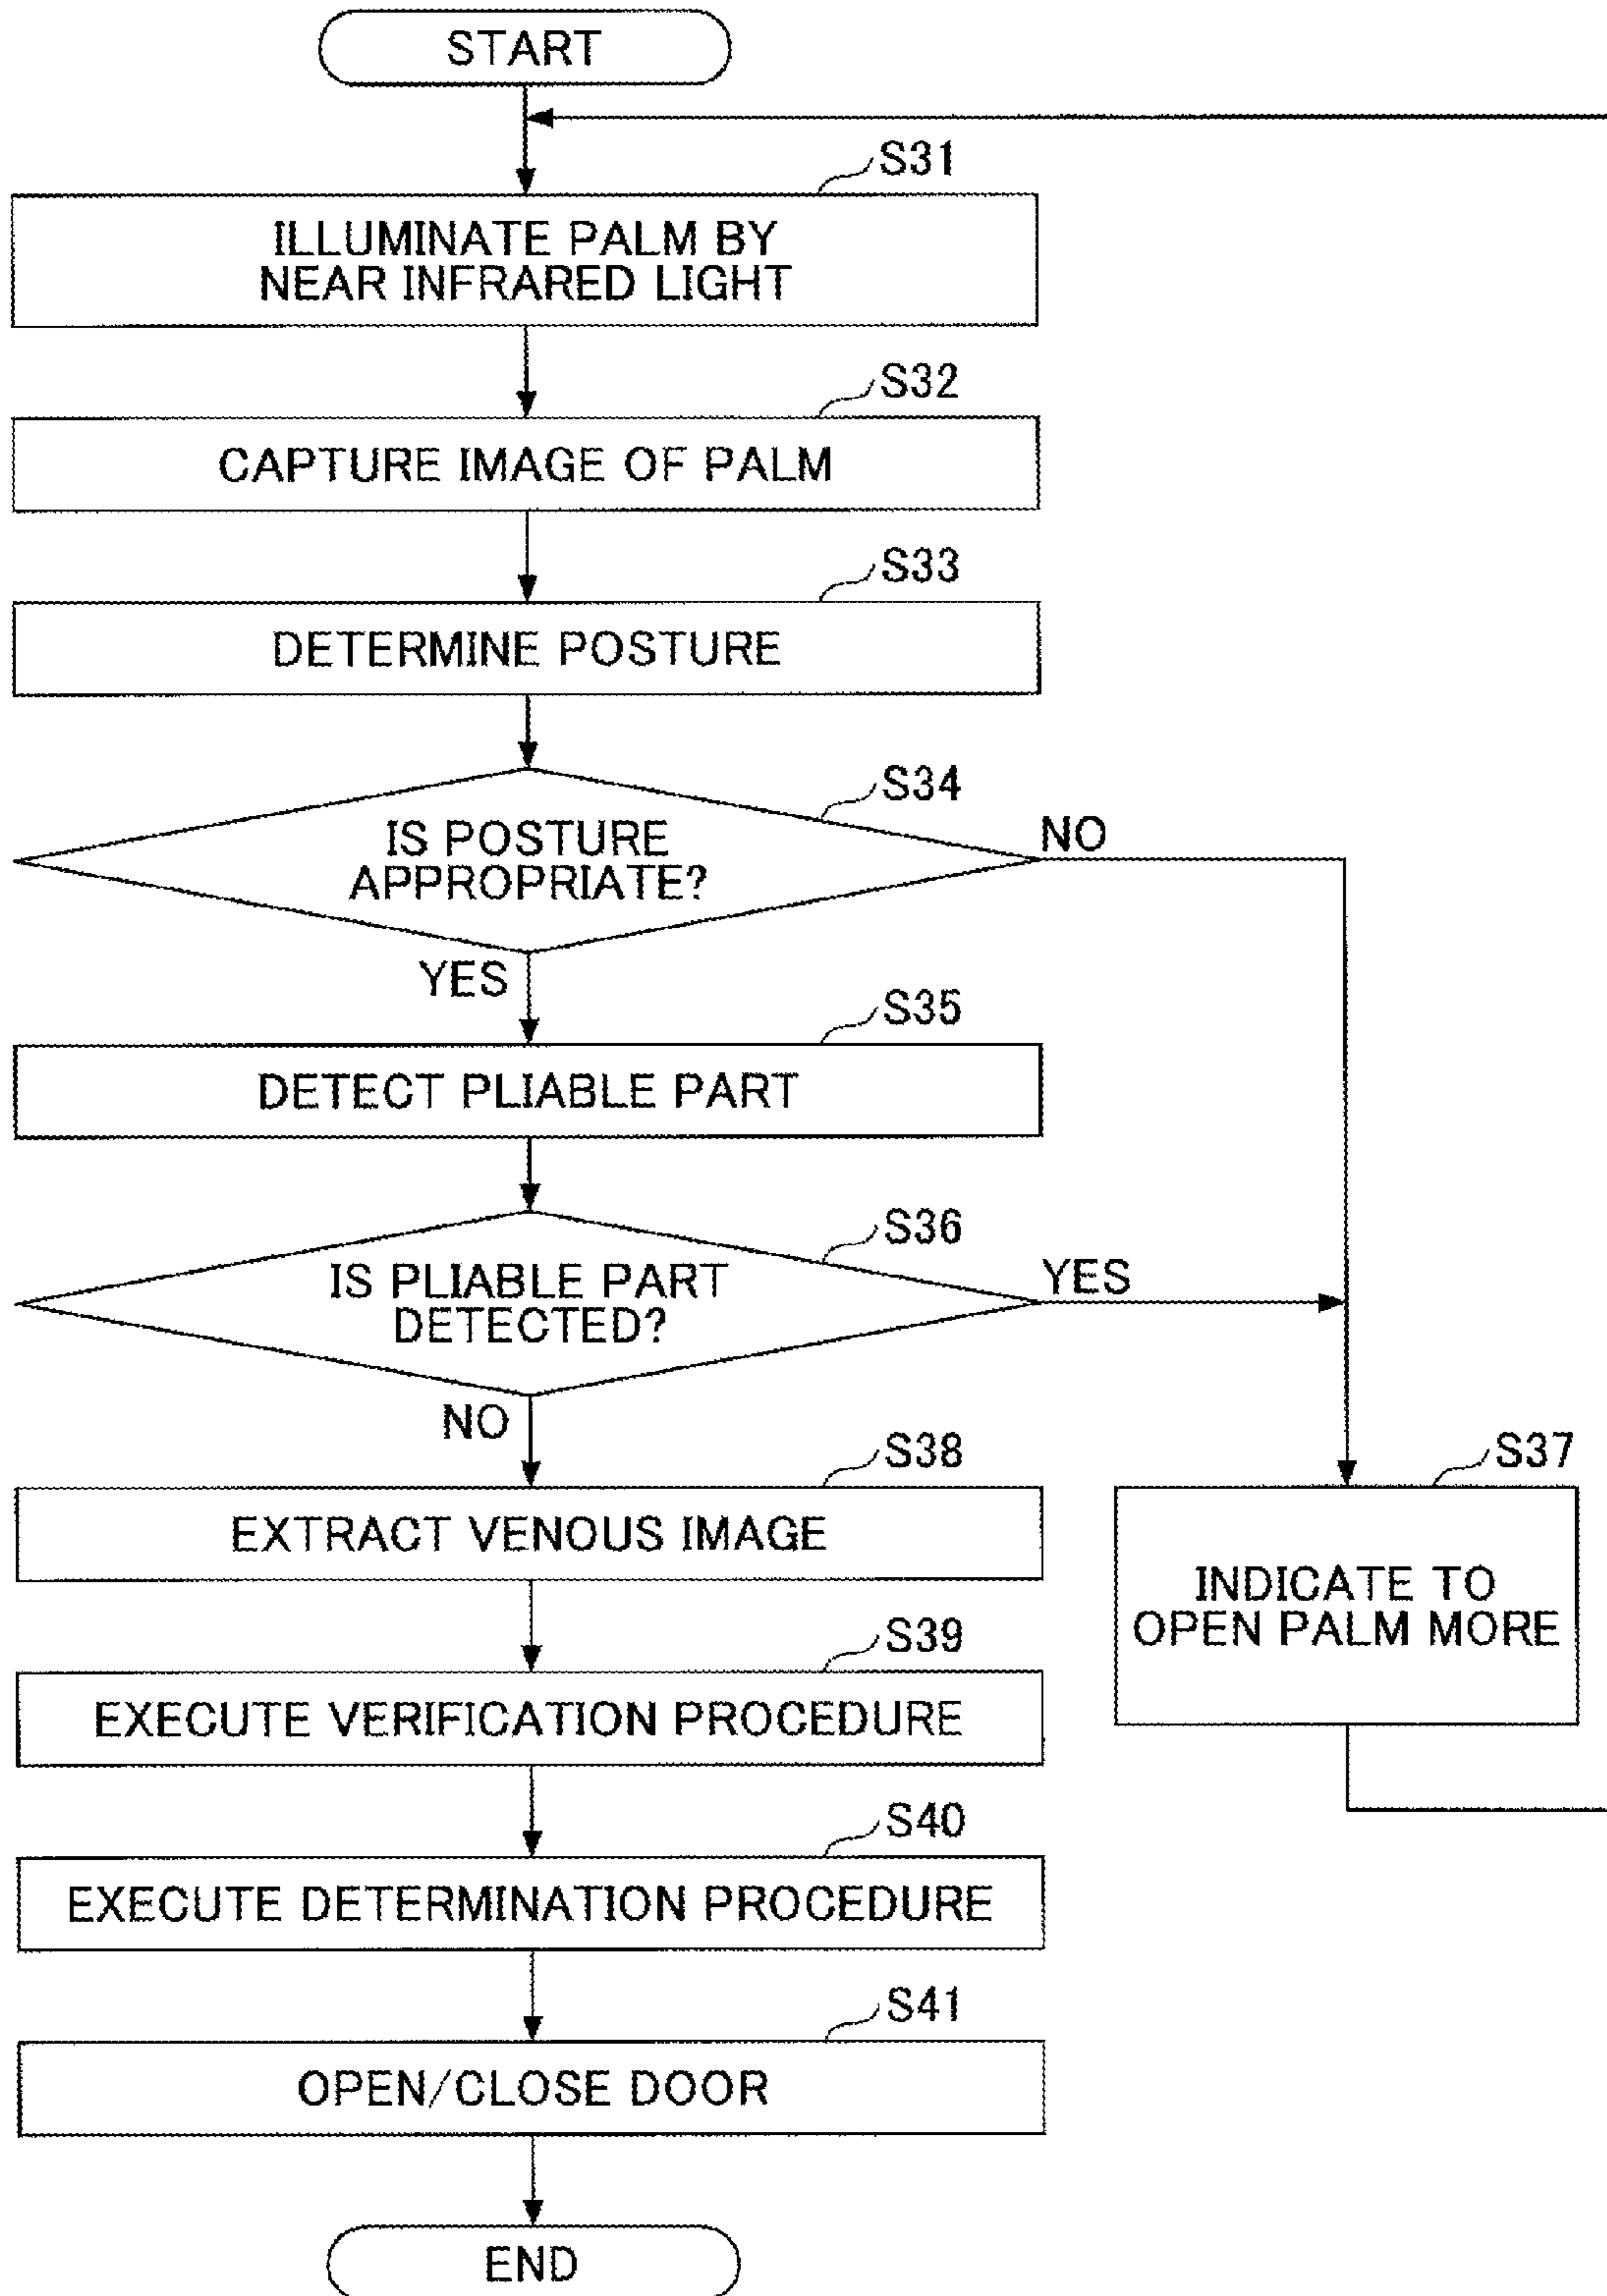 START
S31
ILLUMINATE PALM BY
NEAR INFRARED LIGHT
S32
CAPTURE IMAGE OF PALM
S33
DETERMINE POSTURE
S34
IS POSTURE
APPROPRIATE?
NO
YES
S35
DETECT PLIABLE PART
S36
IS PLIABLE PART
DETECTED?
YES
NO
S38
EXTRACT VENOUS IMAGE
S37
INDICATE TO
OPEN PALM MORE
S39
EXECUTE VERIFICATION PROCEDURE
S40
EXECUTE DETERMINATION PROCEDURE
S41
OPEN/CLOSE DOOR
END